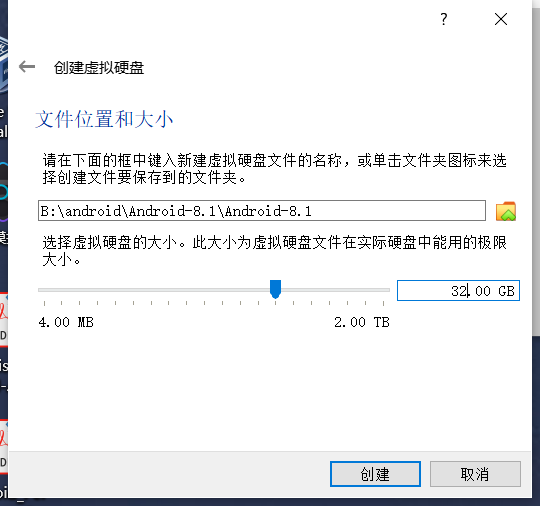 ?
创建虚拟硬盘
文件位置和大小
请在下面的框中键入新建虚拟硬盘文件的名称，或单击文件夹图标来选
择创建文件要保存到的文件夹。
B:\android\Android-8.1\Android-8.1
选择虚拟硬盘的大小。此大小为虚拟硬盘文件在实际硬盘中能用的极限
大小。
32.00 GB
4.00 MB
2.00 TB
创建
取消